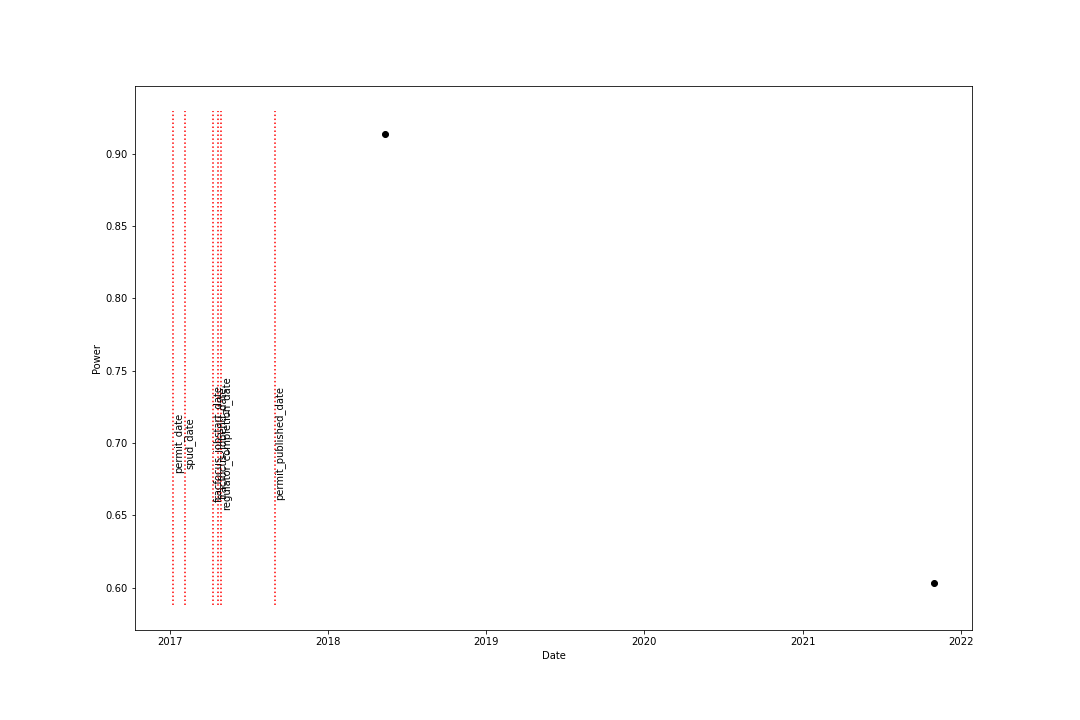 0.90
0.85
0.80
0.75
0.70
0.65
0.60
Power
permit_date
spud_date
regulator_completion_date
permit_published_date
2017
2018
2019
2020
2021
2022
Date